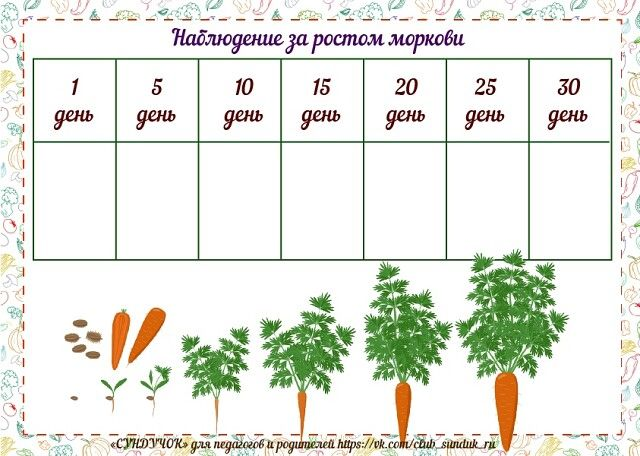 Наблюдение за ростом моркови
1 день
5 день
10 день
15 день
20 день
25 день
30 день
«СУНДУЧОК» для педагогов и родителей https://vk.com/club_sunduk_ru